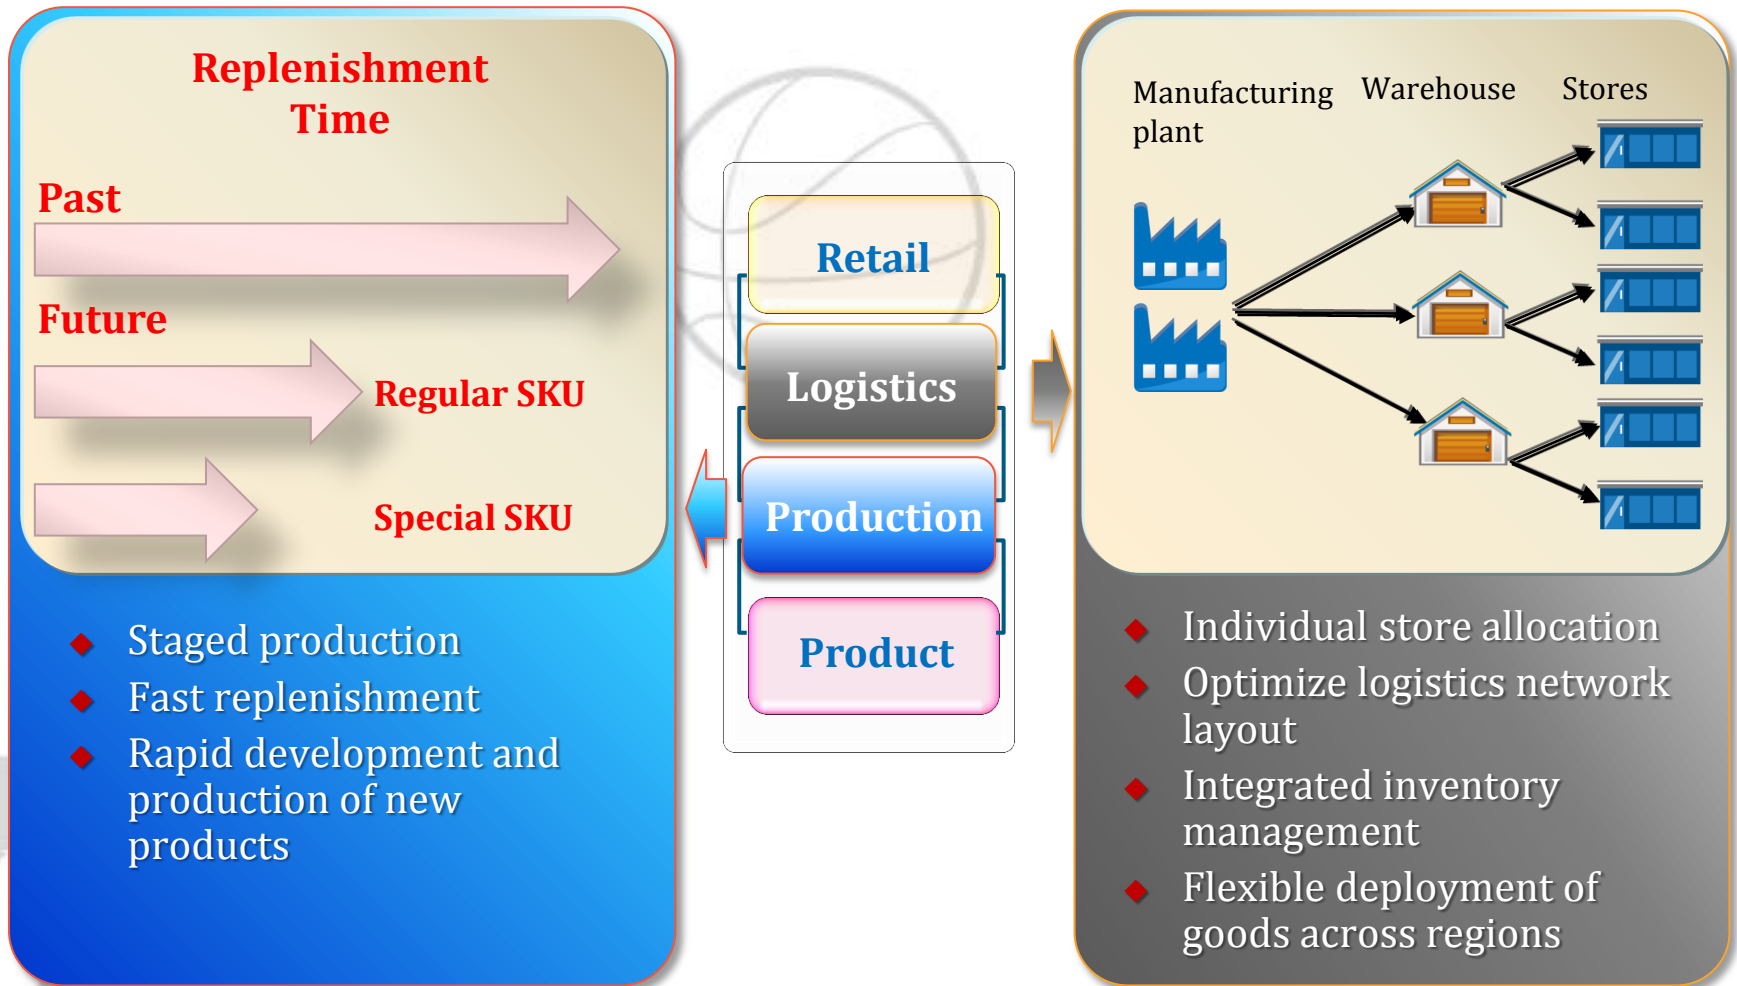 Replenishment
Time
Past
Future
Regular SKU
Special SKU
Staged production
Fast replenishment
Rapid development and
production of new
products
Retail
Logistics
Production
Product
Manufacturing
plant
Warehouse
Stores
Individual store allocation
Optimize logistics network
layout
Integrated inventory
management
Flexible deployment of
goods across regions